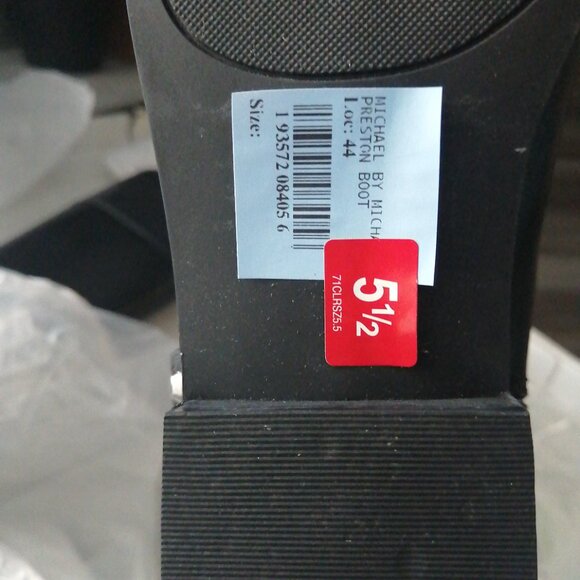 MICHAEL BY MICHA
PRESTON BOOT
Loc: 44
1 93572 08405 6
Size:
5½
71CLRSZ5.5